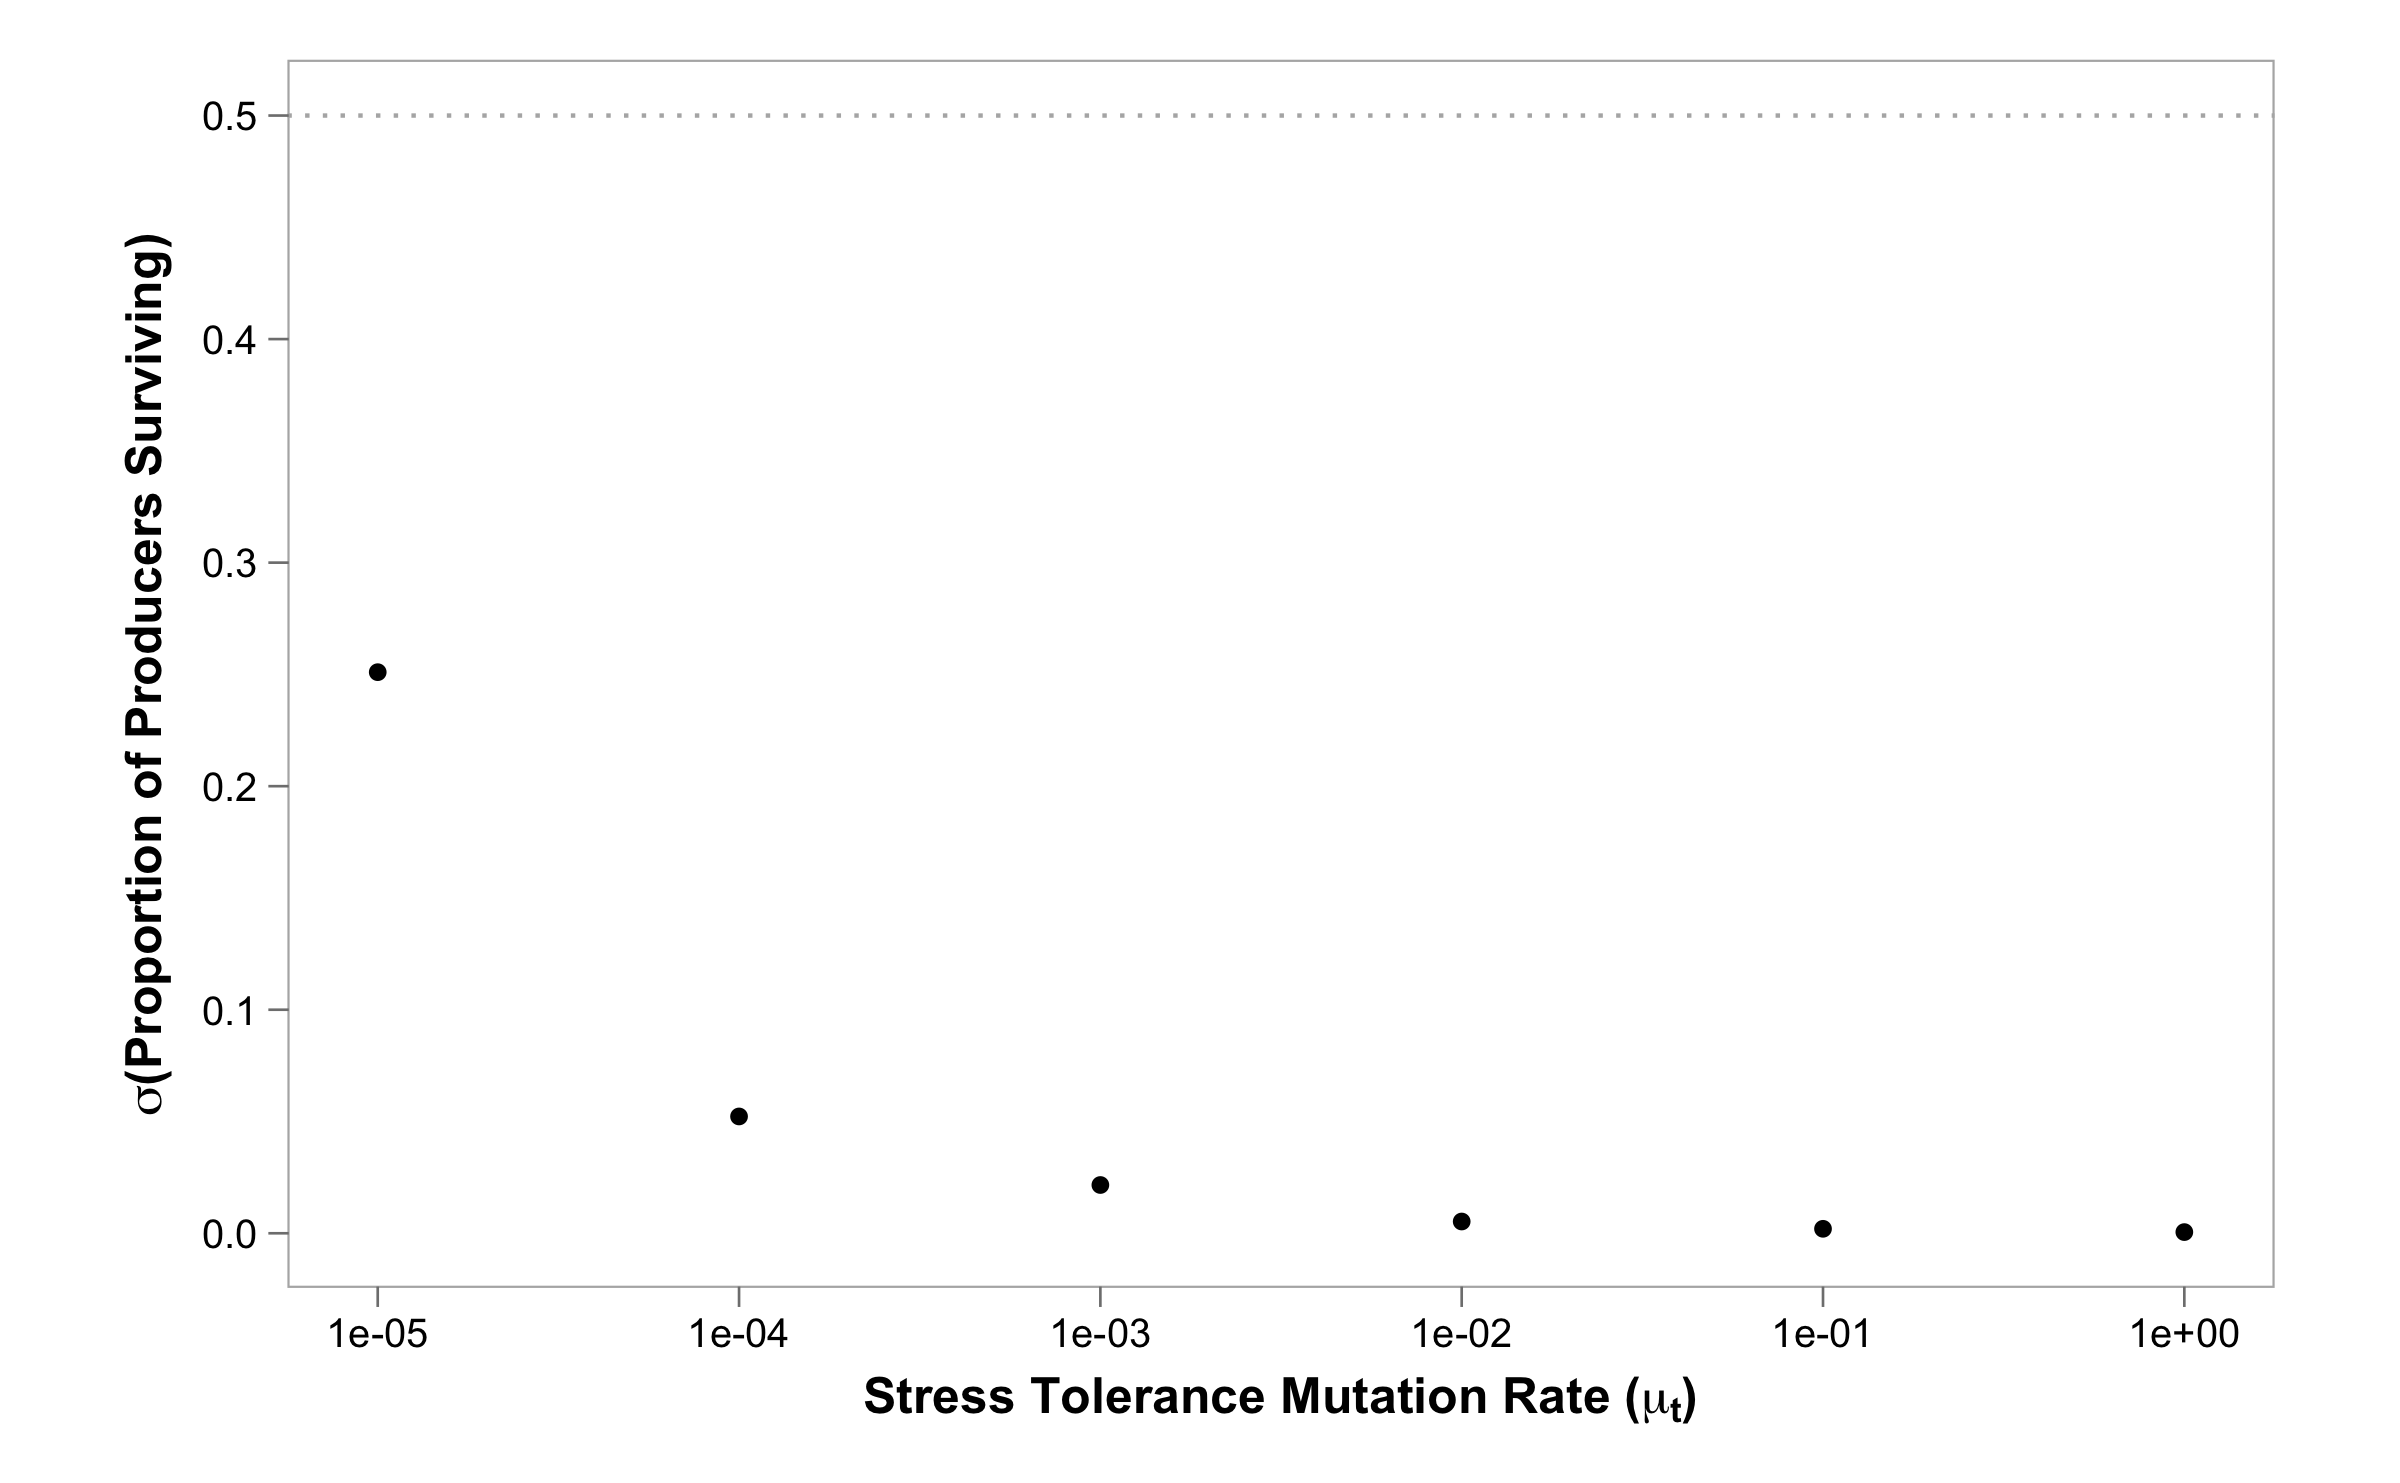 σ(Proportion of Producers Surviving)
0.5
0.4
0.3
0.2
0.1
0.0
1e-05 1e-04 1e-03 1e-02 1e-01 1e+00
Stress Tolerance Mutation Rate (μt)